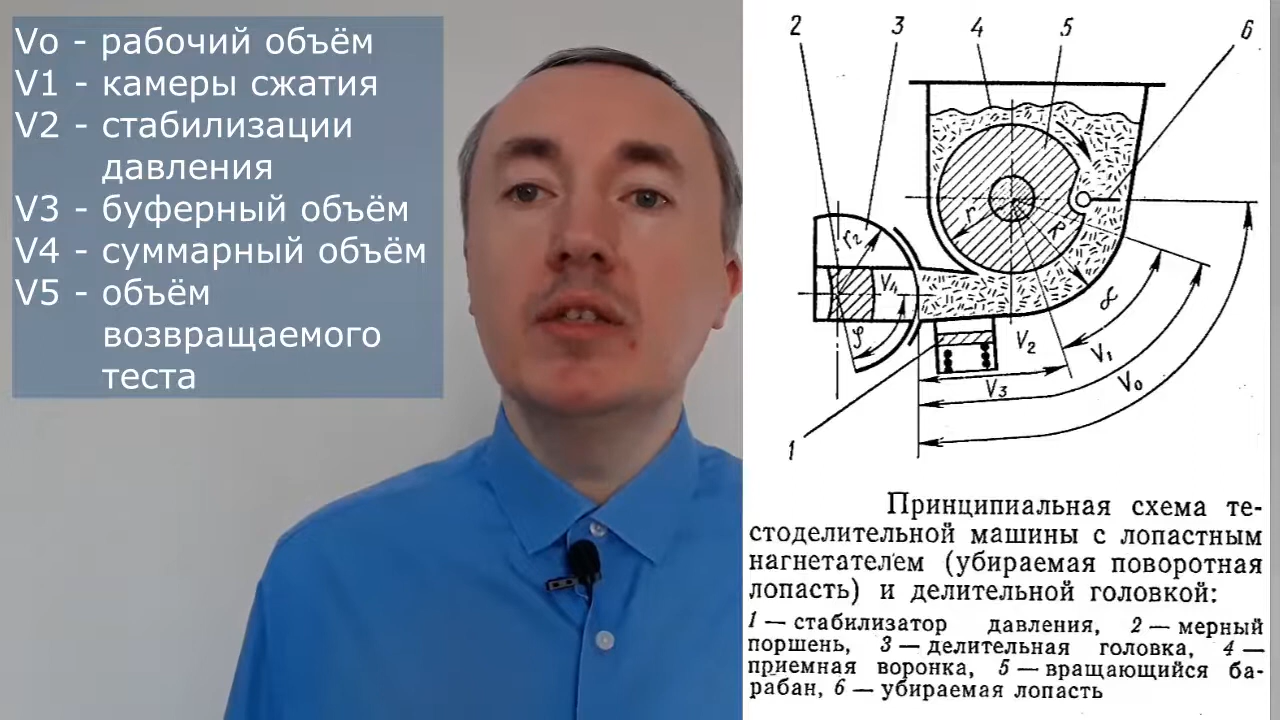 Vo - рабочий объём
V1 - камеры сжатия
V2 - стабилизации
давления
V3 - буферный объём
V4 - суммарный объём
V5 - объём
возвращаемого
теста
2 3 4 5 6
r
R
r₂
V₄
φ
α
V₂
V₁
V₃
V₀
1
Принципиальная схема те-
стоделительной машины с лопастным
нагнетателем (убираемая поворотная
лопасть) и делительной головкой:
1 — стабилизатор давления, 2 — мерный
поршень, 3 — делительная головка, 4 —
приемная воронка, 5 — вращающийся ба-
рабан, 6 — убираемая лопасть